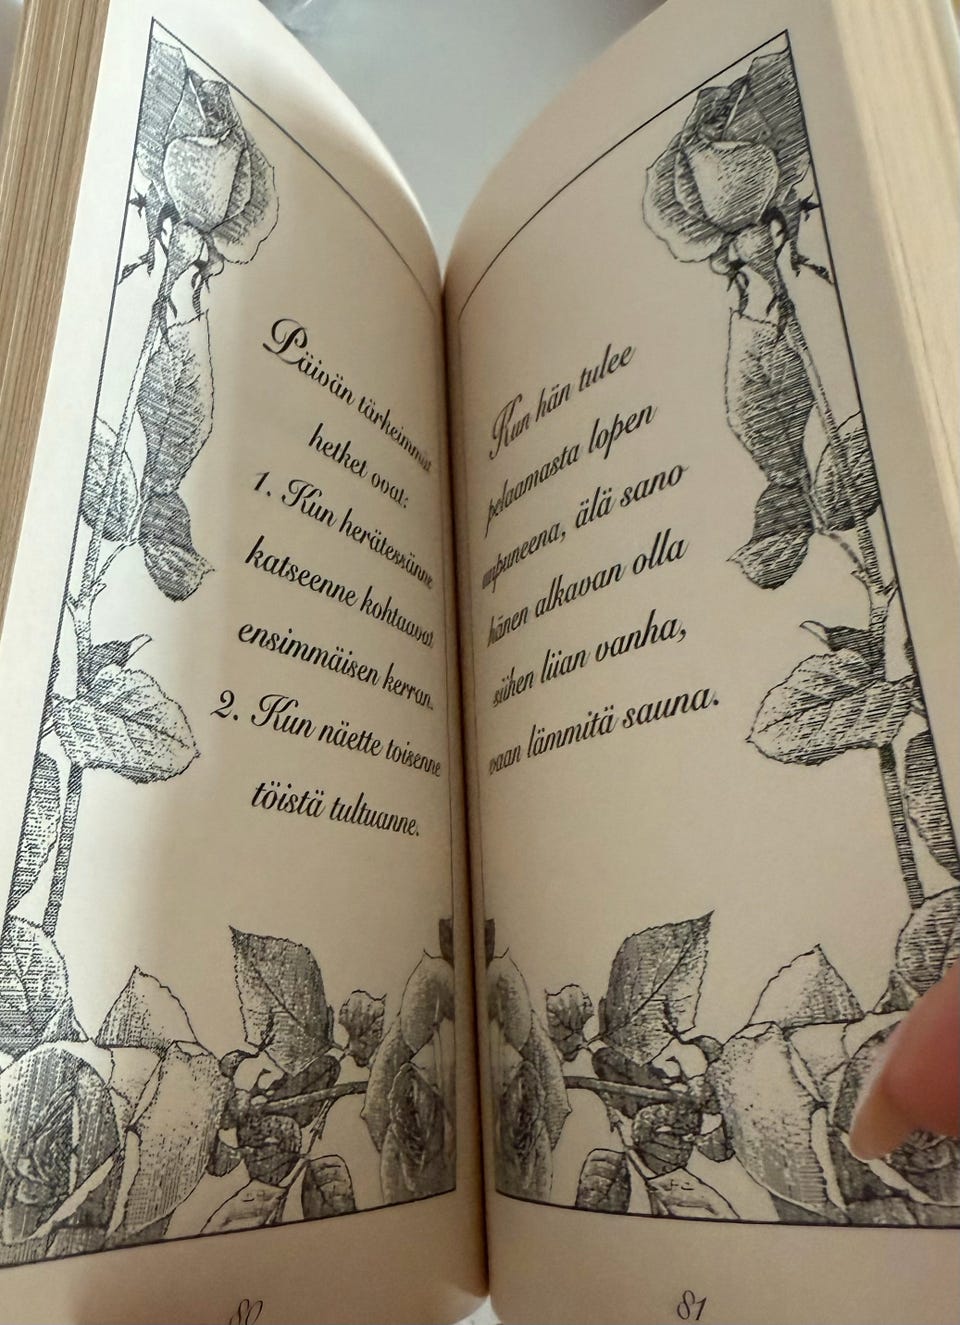 Päivän tärkeimmät
hetket ovat:
1. Kun herätessänne
katseenne kohtaavat
ensimmäisen kerran.
2. Kun näette toisenne
töistä tultuanne.
80
Kun hän tulee
pelaamasta lopen
uupuneena, älä sano
hänen alkavan olla
siihen liian vanha,
vaan lämmitä sauna.
81